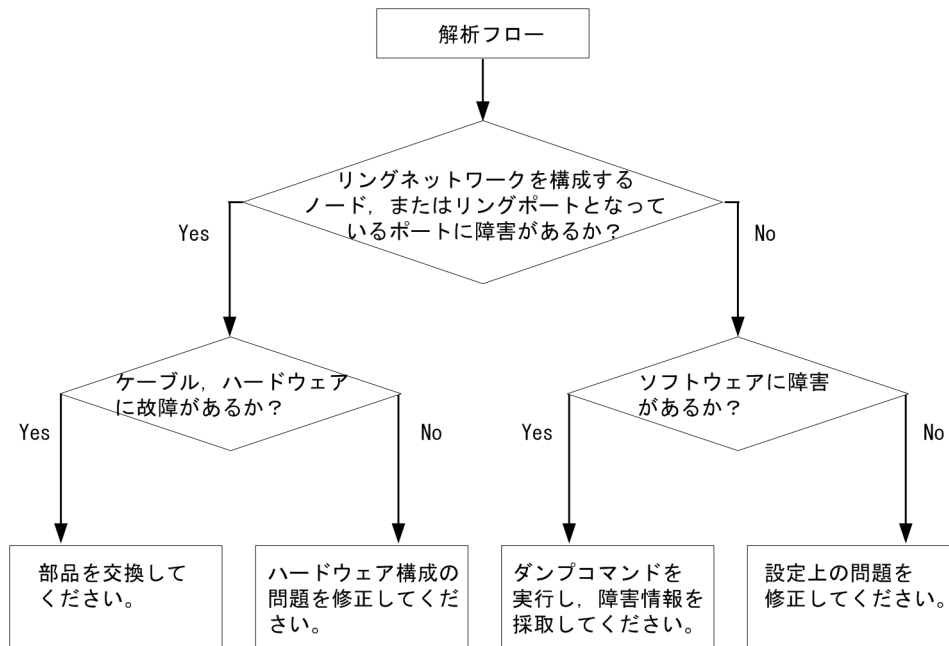 解析フロー
リングネットワークを構成する
ノード，またはリングポートとなって
いるポートに障害があるか？
Yes
No
ケーブル，ハードウェア
に故障があるか？
ソフトウェアに障害
があるか？
Yes
No
Yes
No
部品を交換して
ください。
ハードウェア構成の
問題を修正してくだ
さい。
ダンプコマンドを
実行し，障害情報を
採取してください。
設定上の問題を
修正してください。